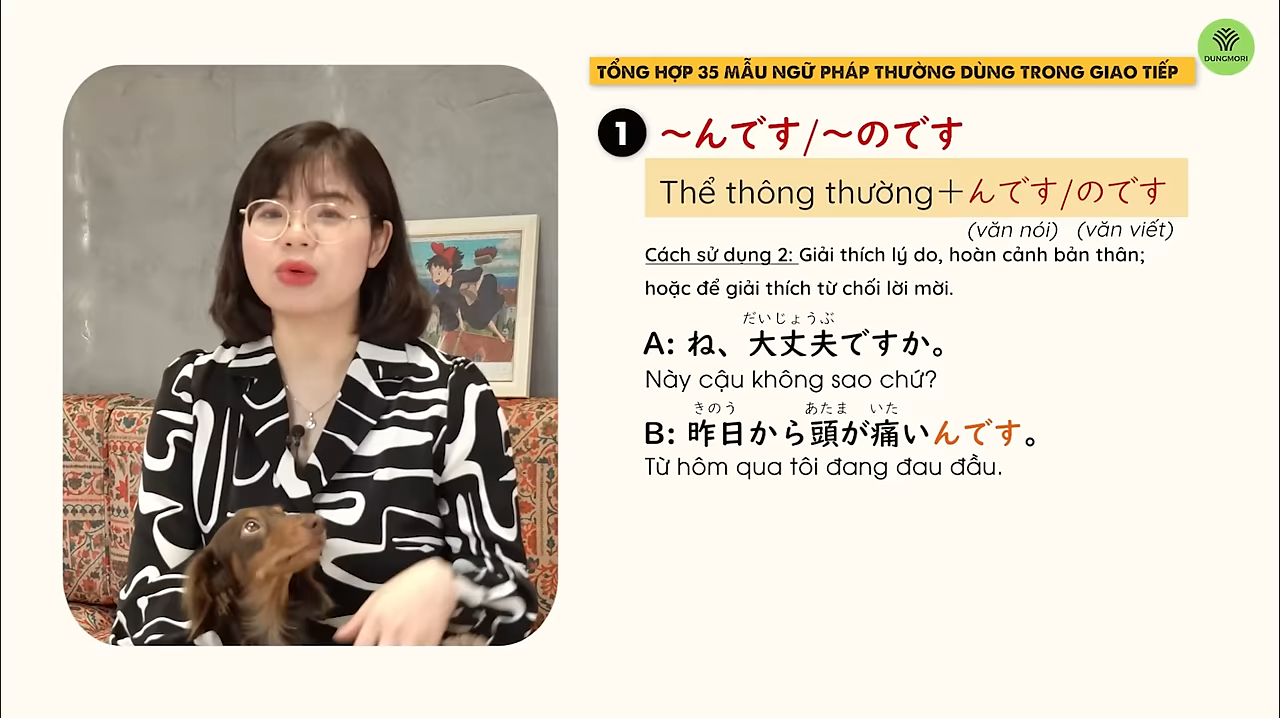 DUNGMORI
TỔNG HỢP 35 MẪU NGỮ PHÁP THƯỜNG DÙNG TRONG GIAO TIẾP
1 ～んです/～のです
Thể thông thường＋んです/のです
(văn nói) (văn viết)
Cách sử dụng 2: Giải thích lý do, hoàn cảnh bản thân;
hoặc để giải thích từ chối lời mời.
だいじょうぶ
A: ね、大丈夫ですか。
Này cậu không sao chứ?
きのう あたま いた
B: 昨日から頭が痛いんです。
Từ hôm qua tôi đang đau đầu.